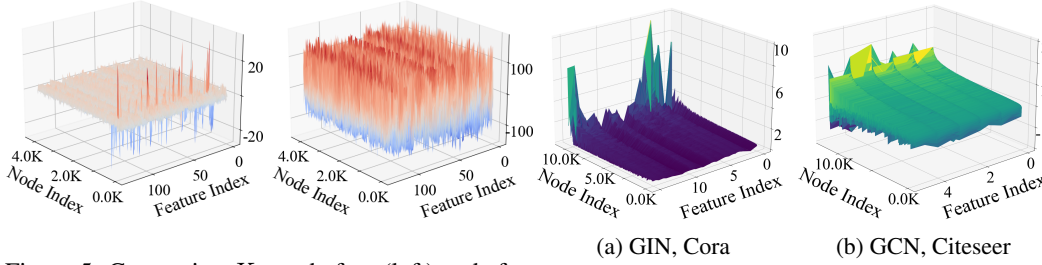 20
-20
4.0K
2.0K
0.0K
Node Index
100
50
0
Feature Index
100
-100
4.0K
2.0K
0.0K
Node Index
100
50
0
Feature Index
10
6
2
10.0K
5.0K
0.0K
Node Index
10
5
0
Feature Index
(a) GIN, Cora
10.0K
0.0K
Node Index
4
2
0
Feature Index
(b) GCN, Citeseer